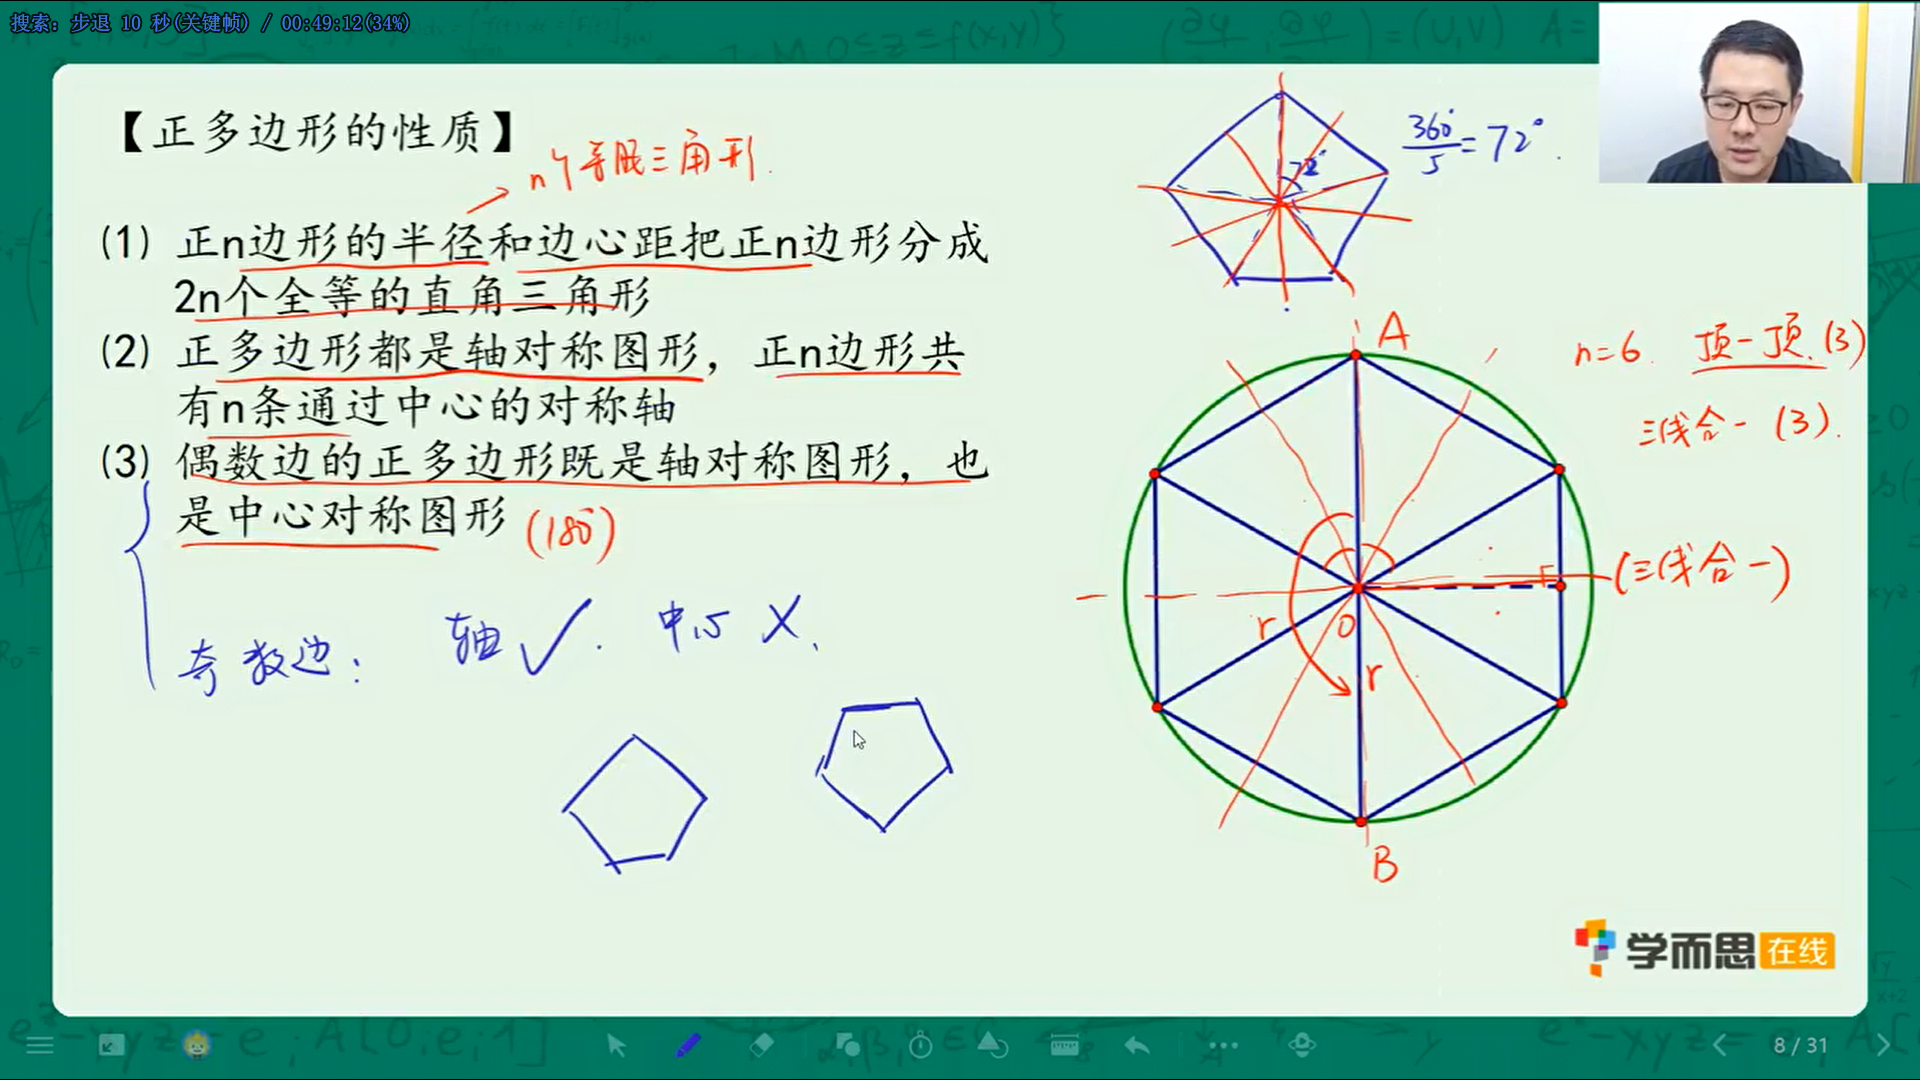 搜索: 步退 10 秒(关键帧) / 00:49:12(34%)
【正多边形的性质】
n个等腰三角形.
(1) 正n边形的半径和边心距把正n边形分成
2n个全等的直角三角形
(2) 正多边形都是轴对称图形，正n边形共
有n条通过中心的对称轴
(3) 偶数边的正多边形既是轴对称图形，也
是中心对称图形 (180°)
奇数边: 轴 ✓. 中心 X.
72°
360°/5=72°.
A
n=6. 顶-顶.(3)
三线合一 (3).
(三线合一)
r
O
r
B
学而思在线
8 / 31